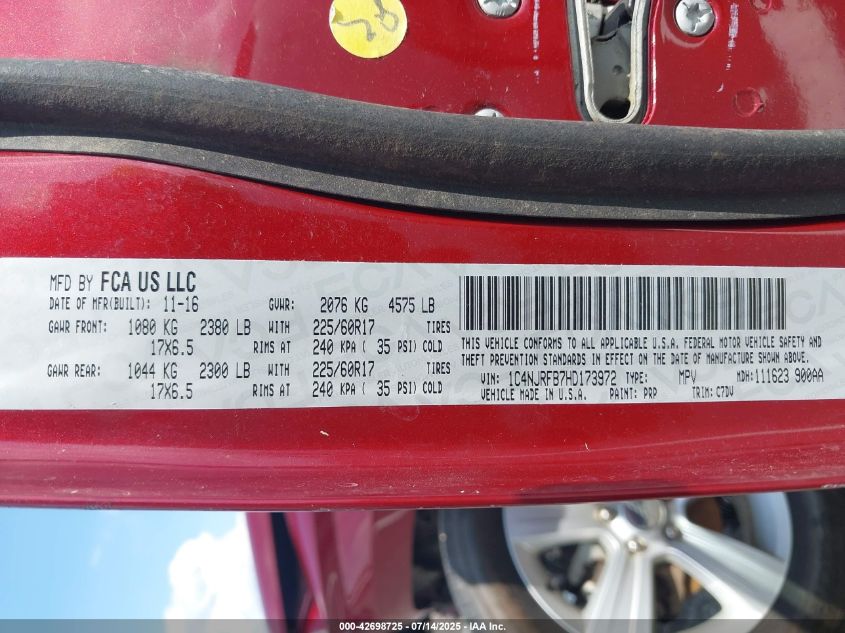 MFD BY FCA US LLC
DATE OF MFR(BUILT): 11-16 GVWR: 2076 KG 4575 LB
GAWR FRONT: 1080 KG 2380 LB WITH 225/60R17 TIRES
17X6.5 RIMS AT 240 KPA ( 35 PSI) COLD
GAWR REAR: 1044 KG 2300 LB WITH 225/60R17 TIRES
17X6.5 RIMS AT 240 KPA ( 35 PSI) COLD
THIS VEHICLE CONFORMS TO ALL APPLICABLE U.S.A. FEDERAL MOTOR VEHICLE SAFETY AND
THEFT PREVENTION STANDARDS IN EFFECT ON THE DATE OF MANUFACTURE SHOWN ABOVE.
VIN: 1C4NJRFB7HD173972 TYPE: MPV MDH:111623 900AA
VEHICLE MADE IN U.S.A. PAINT: PRP TRIM: C7DV
000-42698725 - 07/14/2025 - IAA, Inc.